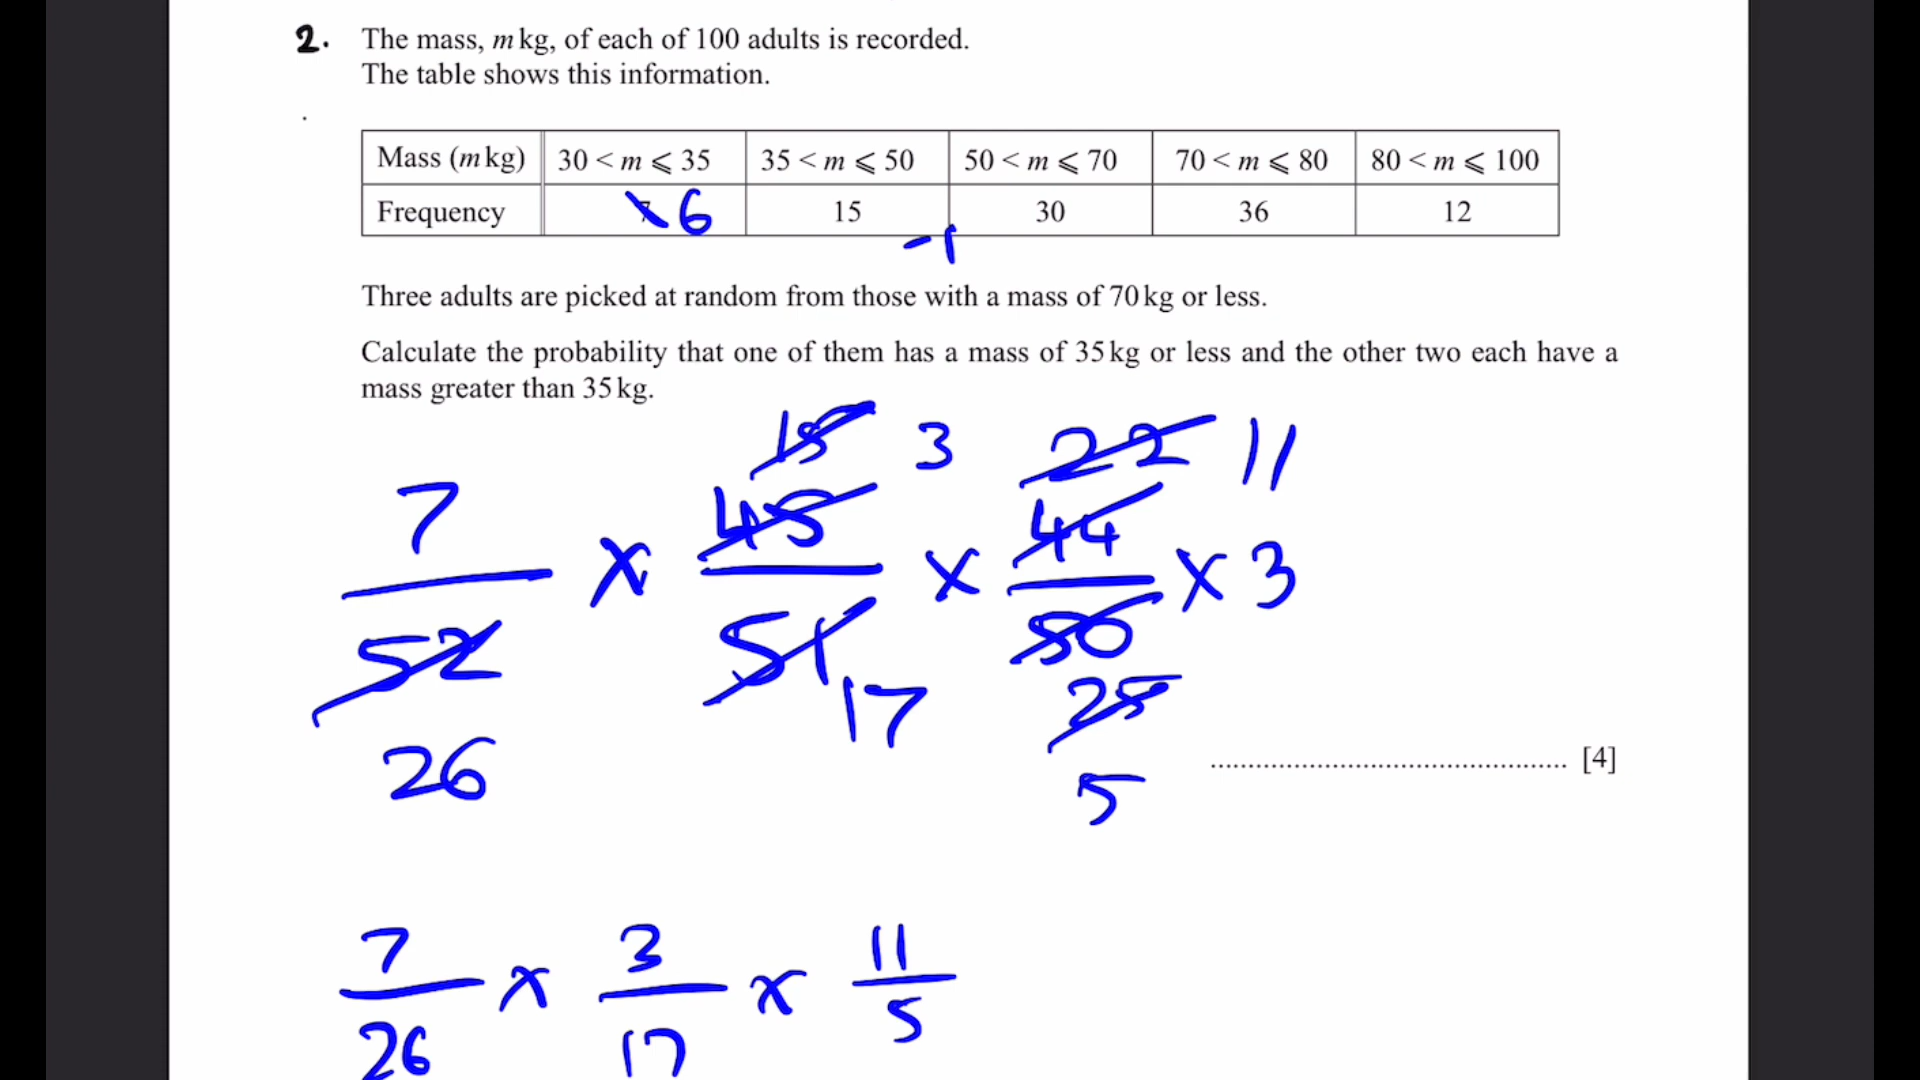 2. The mass, m kg, of each of 100 adults is recorded.
The table shows this information.
Mass (m kg) 30 < m ⩽ 35 35 < m ⩽ 50 50 < m ⩽ 70 70 < m ⩽ 80 80 < m ⩽ 100
Frequency 7 6 15 30 36 12
-1
Three adults are picked at random from those with a mass of 70 kg or less.
Calculate the probability that one of them has a mass of 35 kg or less and the other two each have a
mass greater than 35 kg.
15 3 22 11
7 45 44
× × × 3
52 51 50
17 25
26 5
[4]
7 3 11
× ×
26 17 5